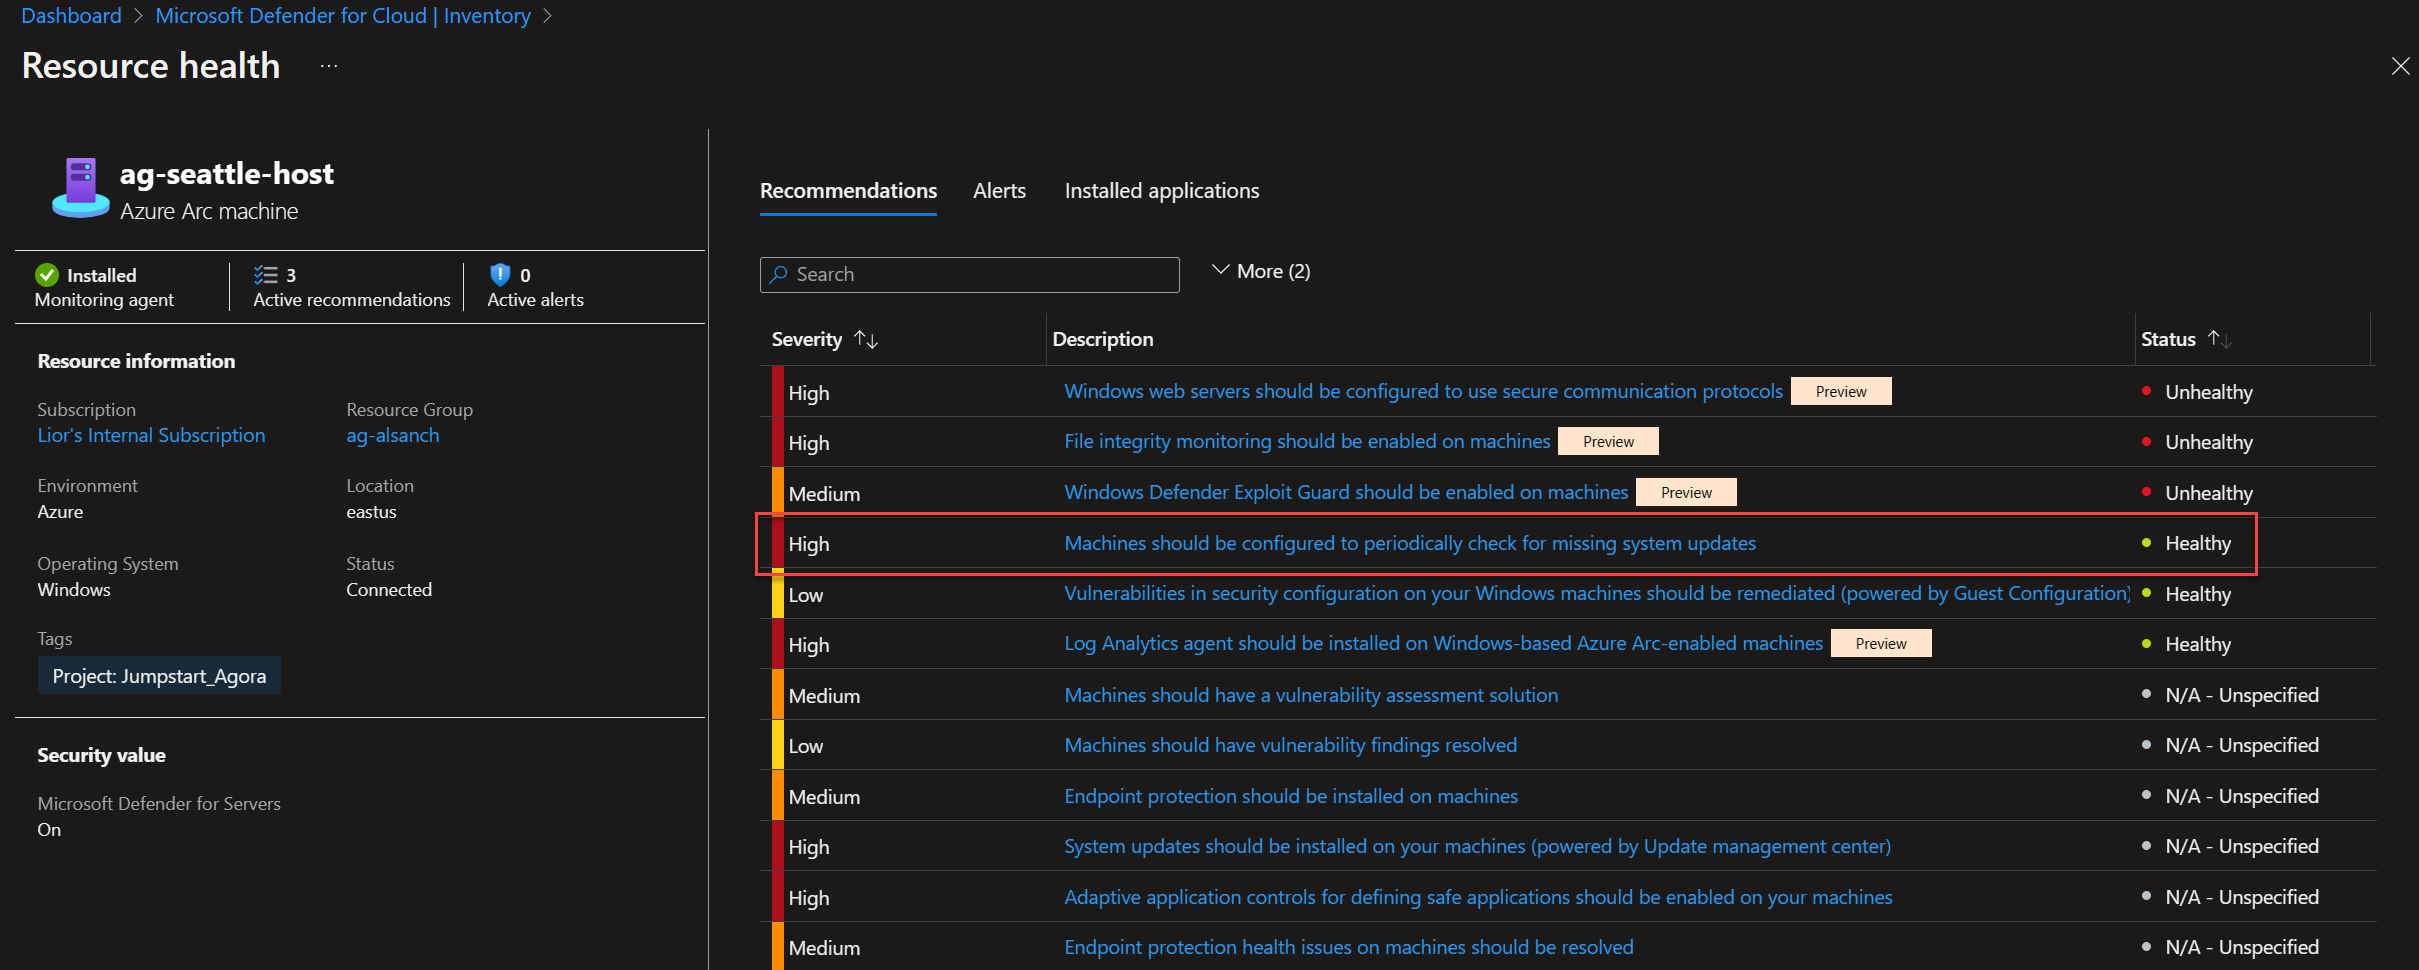 Dashboard > Microsoft Defender for Cloud | Inventory >
Resource health ...
ag-seattle-host
Azure Arc machine
Installed
Monitoring agent
3
Active recommendations
0
Active alerts
Resource information
Subscription
Lior's Internal Subscription
Resource Group
ag-alsanch
Environment
Azure
Location
eastus
Operating System
Windows
Status
Connected
Tags
Project: Jumpstart_Agora
Security value
Microsoft Defender for Servers
On
Recommendations Alerts Installed applications
Search
More (2)
Severity Description Status
High Windows web servers should be configured to use secure communication protocols Preview Unhealthy
High File integrity monitoring should be enabled on machines Preview Unhealthy
Medium Windows Defender Exploit Guard should be enabled on machines Preview Unhealthy
High Machines should be configured to periodically check for missing system updates Healthy
Low Vulnerabilities in security configuration on your Windows machines should be remediated (powered by Guest Configuration) Healthy
High Log Analytics agent should be installed on Windows-based Azure Arc-enabled machines Preview Healthy
Medium Machines should have a vulnerability assessment solution N/A - Unspecified
Low Machines should have vulnerability findings resolved N/A - Unspecified
Medium Endpoint protection should be installed on machines N/A - Unspecified
High System updates should be installed on your machines (powered by Update management center) N/A - Unspecified
High Adaptive application controls for defining safe applications should be enabled on your machines N/A - Unspecified
Medium Endpoint protection health issues on machines should be resolved N/A - Unspecified